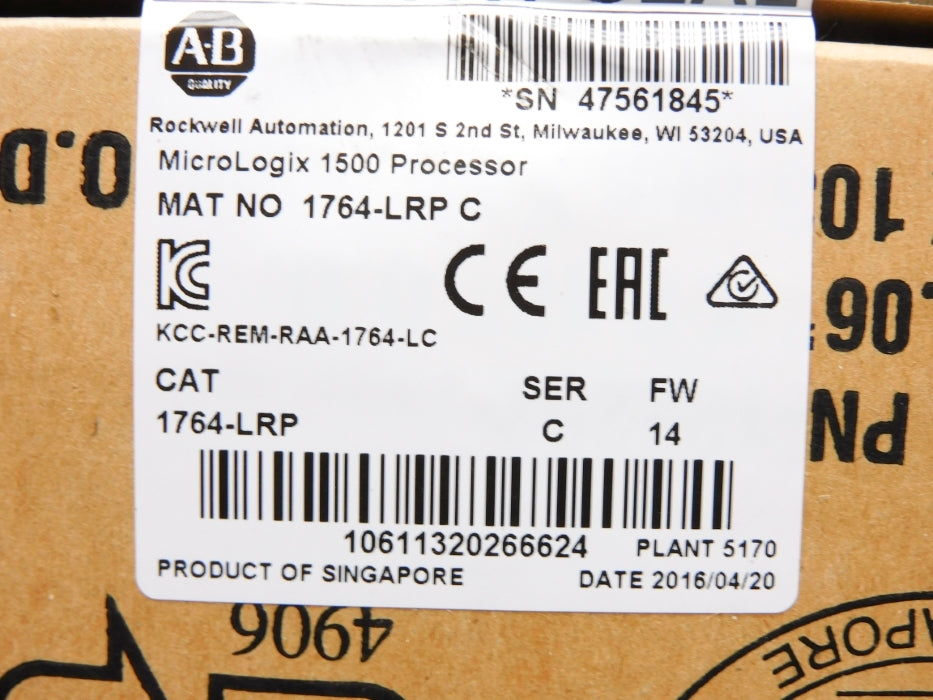 A·B
QUALITY
*SN 47561845*
Rockwell Automation, 1201 S 2nd St, Milwaukee, WI 53204, USA
MicroLogix 1500 Processor
MAT NO 1764-LRP C
CE EAC
KCC-REM-RAA-1764-LC
CAT SER FW
1764-LRP C 14
10611320266624 PLANT 5170
PRODUCT OF SINGAPORE DATE 2016/04/20
O.D
PN
4906